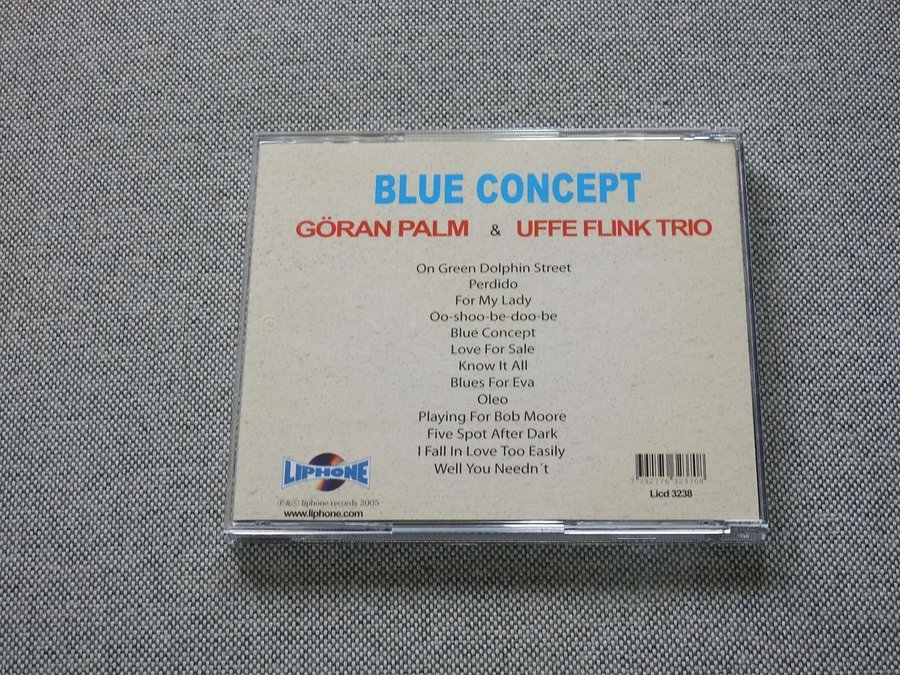 BLUE CONCEPT
GÖRAN PALM & UFFE FLINK TRIO
On Green Dolphin Street
Perdido
For My Lady
Oo-shoo-be-doo-be
Blue Concept
Love For Sale
Know It All
Blues For Eva
Oleo
Playing For Bob Moore
Five Spot After Dark
I Fall In Love Too Easily
Well You Needn´t
LIPHONE
℗&© liphone records 2005
www.liphone.com
7 392776 323108
Licd 3238